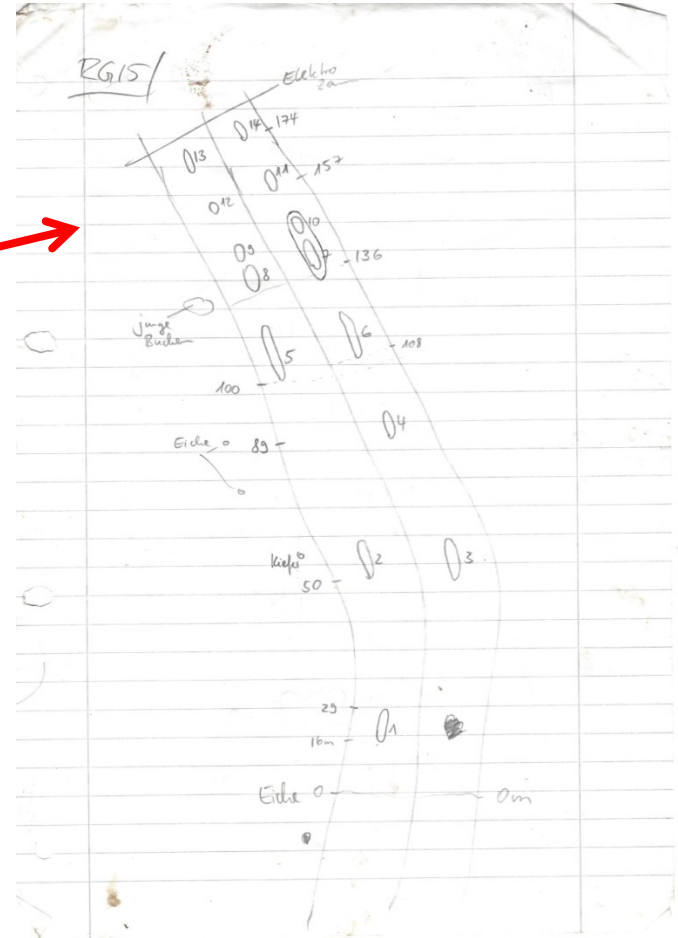 RG15/
Elektro
zaun
14 - 174
13
11 - 157
12
10
9
7 - 136
8
junge
Buchen
6
5
- 108
100 -
4
Eiche o 89 -
Kiefer
2
3
50 -
29 -
1
16m -
Eiche 0 - - 0m